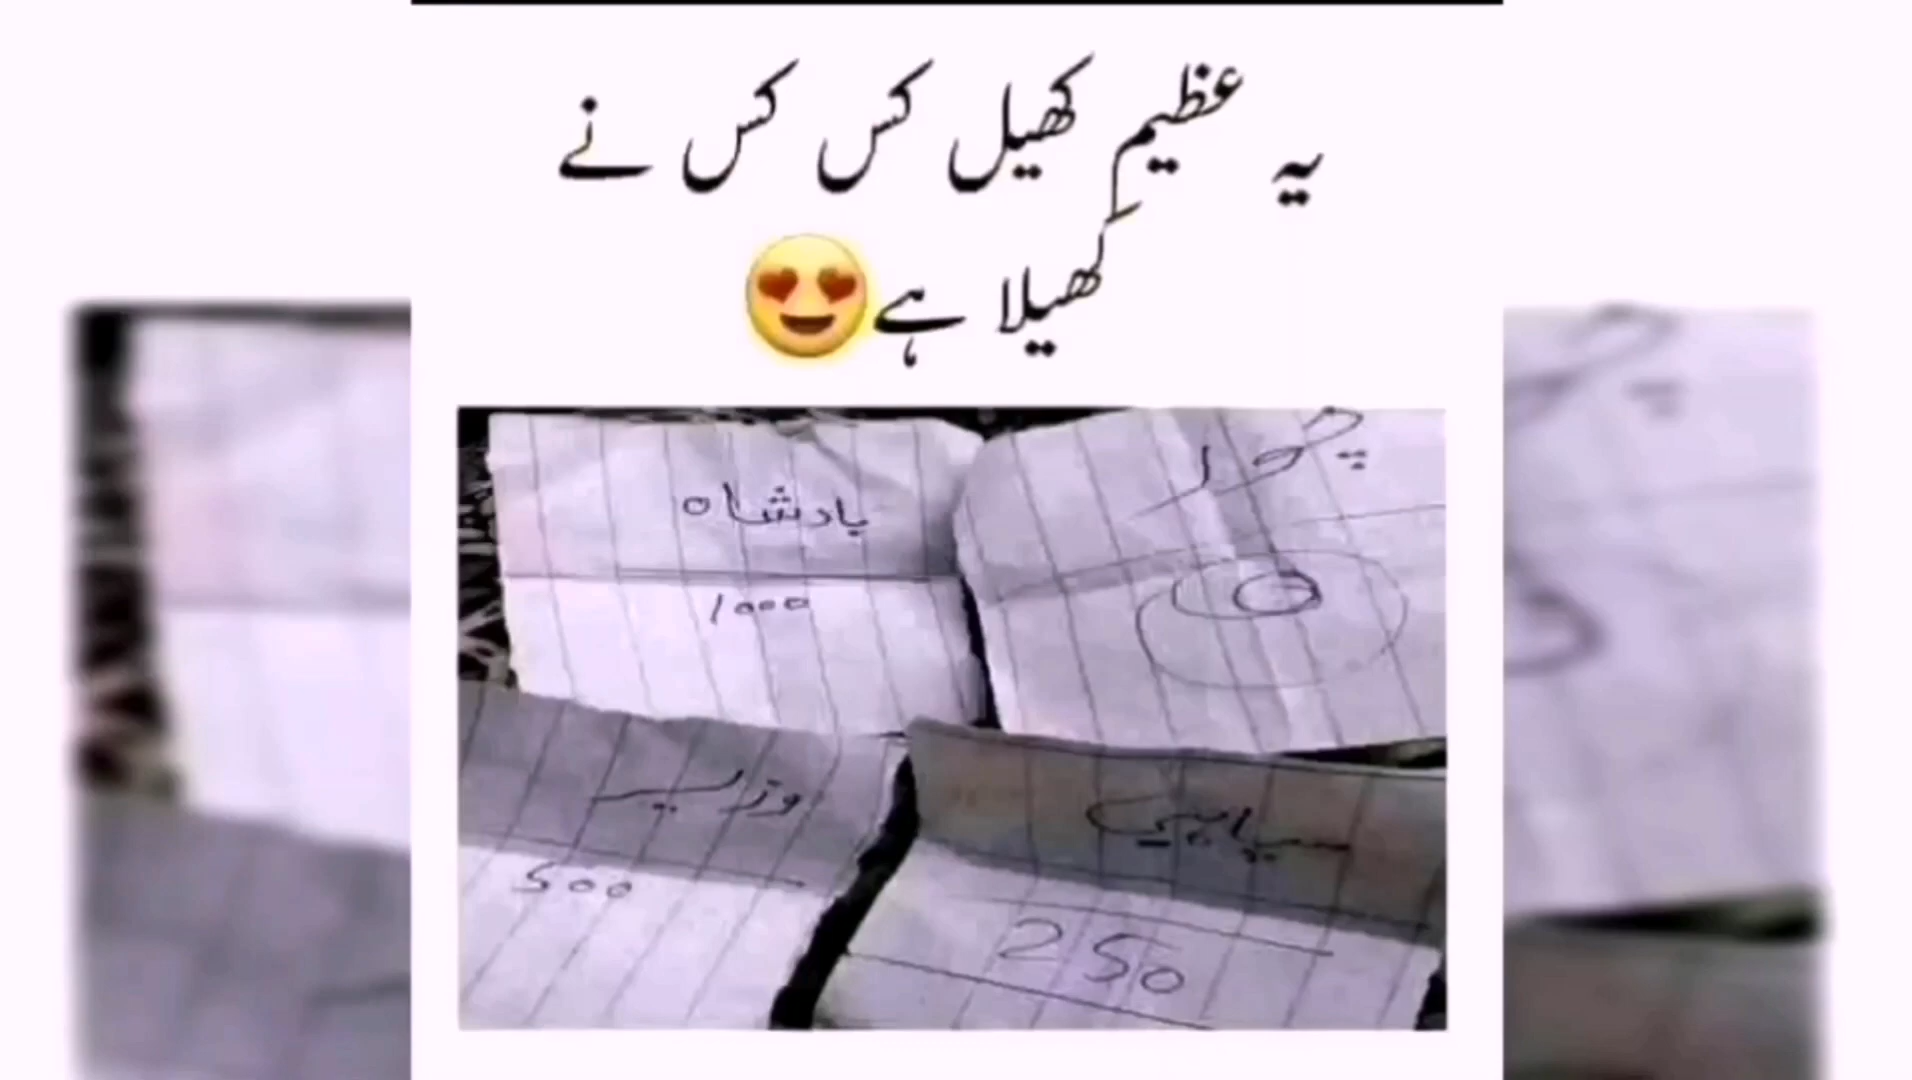 یہ عظیم کھیل کس کس نے
کھیلا ہے😍
چور
0
بادشاہ
1000
سپاہی
250
وزیر
500